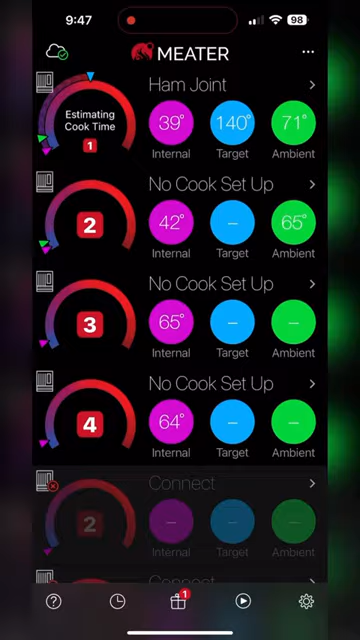 9:47
98
MEATER
Ham Joint
Estimating
Cook Time
1
39° 140° 71°
Internal Target Ambient
No Cook Set Up
2
42° – 65°
Internal Target Ambient
No Cook Set Up
3
65° – –
Internal Target Ambient
No Cook Set Up
4
64° – –
Internal Target Ambient
Connect
2
– – –
Internal Target Ambient
Connect
1